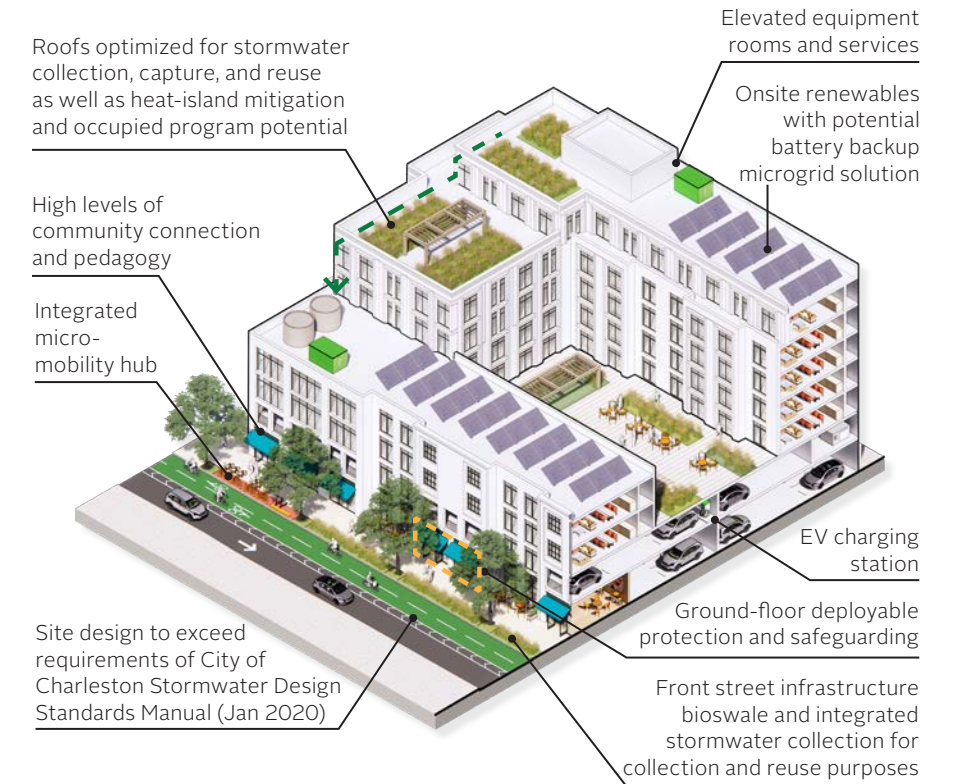 Roofs optimized for stormwater
collection, capture, and reuse
as well as heat-island mitigation
and occupied program potential
High levels of
community connection
and pedagogy
Integrated
micro-
mobility hub
Site design to exceed
requirements of City of
Charleston Stormwater Design
Standards Manual (Jan 2020)
Elevated equipment
rooms and services
Onsite renewables
with potential
battery backup
microgrid solution
EV charging
station
Ground-floor deployable
protection and safeguarding
Front street infrastructure
bioswale and integrated
stormwater collection for
collection and reuse purposes